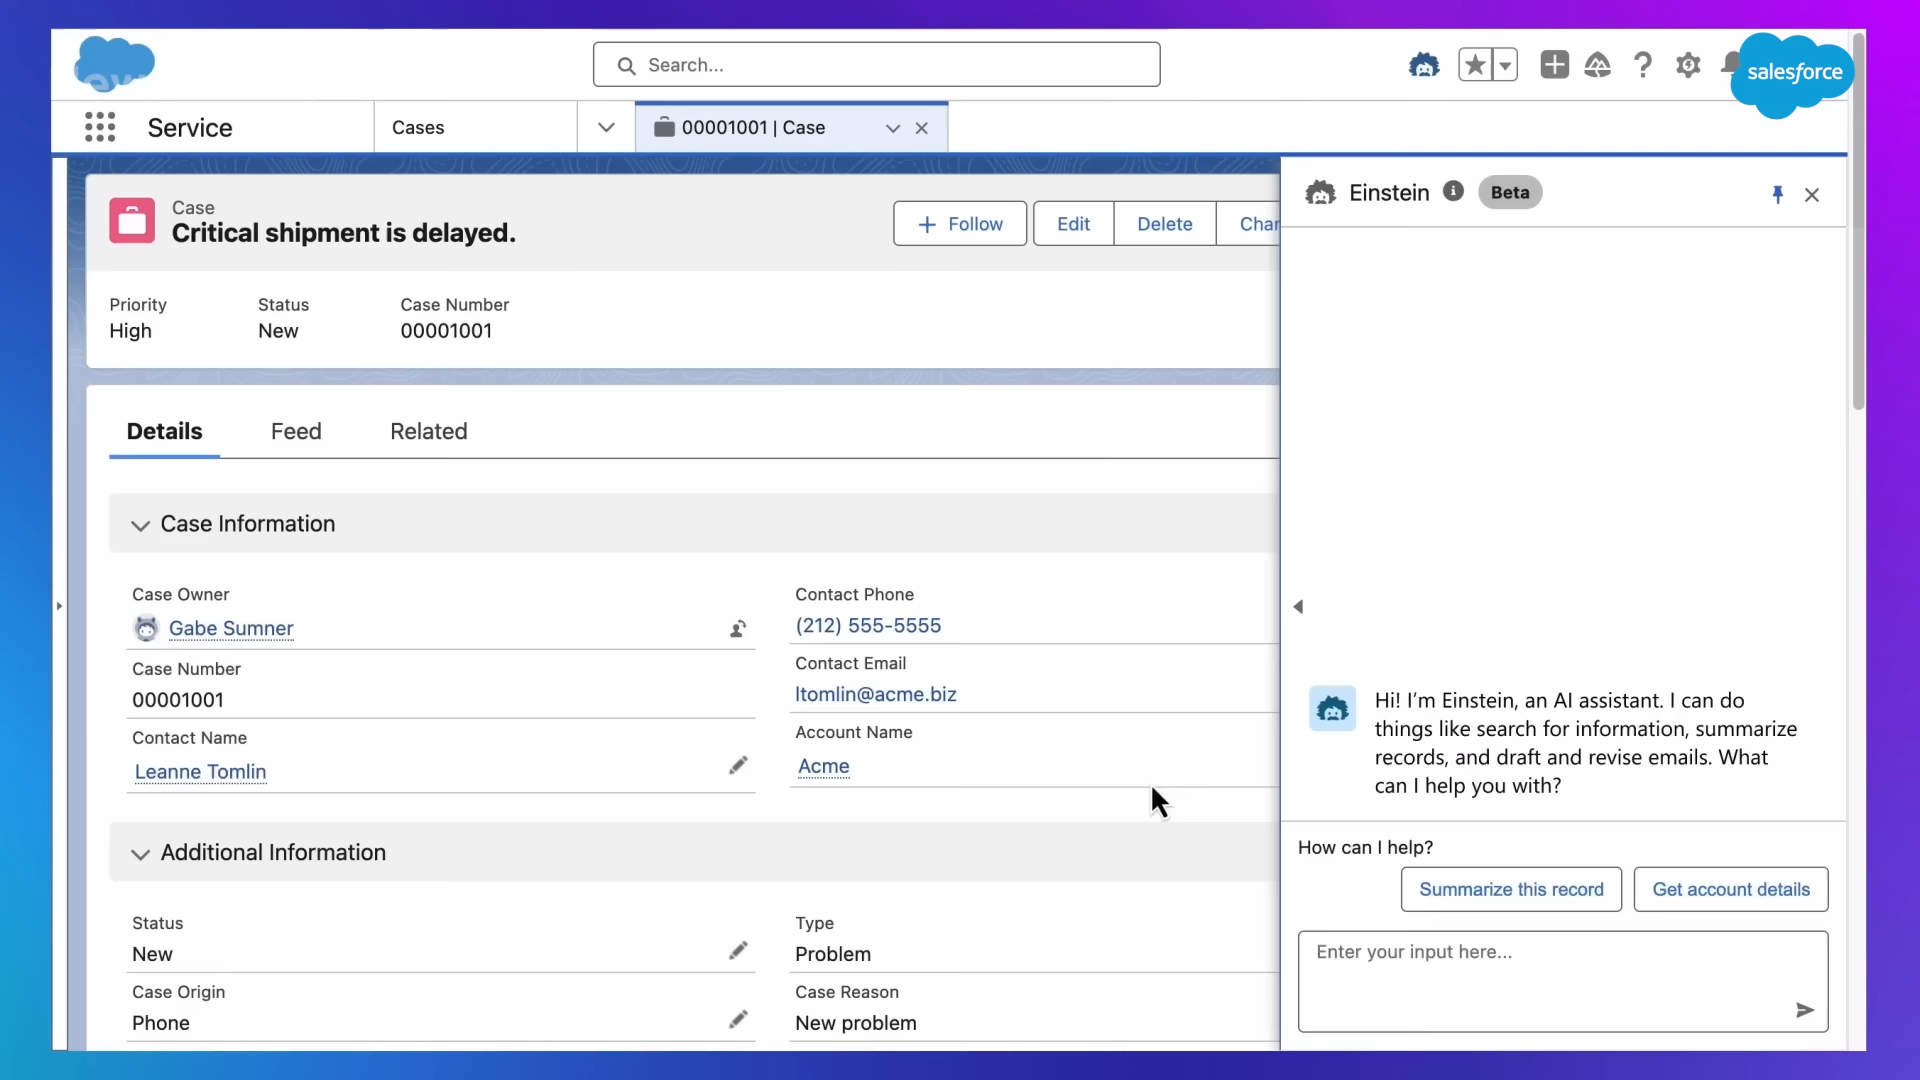 Search...
salesforce
Service
Cases
00001001 | Case
Case
Critical shipment is delayed.
Follow
Edit
Delete
Priority
High
Status
New
Case Number
00001001
Details
Feed
Related
Case Information
Case Owner
Gabe Sumner
Case Number
00001001
Contact Name
Leanne Tomlin
Contact Phone
(212) 555-5555
Contact Email
ltomlin@acme.biz
Account Name
Acme
Additional Information
Status
New
Case Origin
Phone
Type
Problem
Case Reason
New problem
Einstein
Beta
Hi! I'm Einstein, an AI assistant. I can do
things like search for information, summarize
records, and draft and revise emails. What
can I help you with?
How can I help?
Summarize this record
Get account details
Enter your input here...